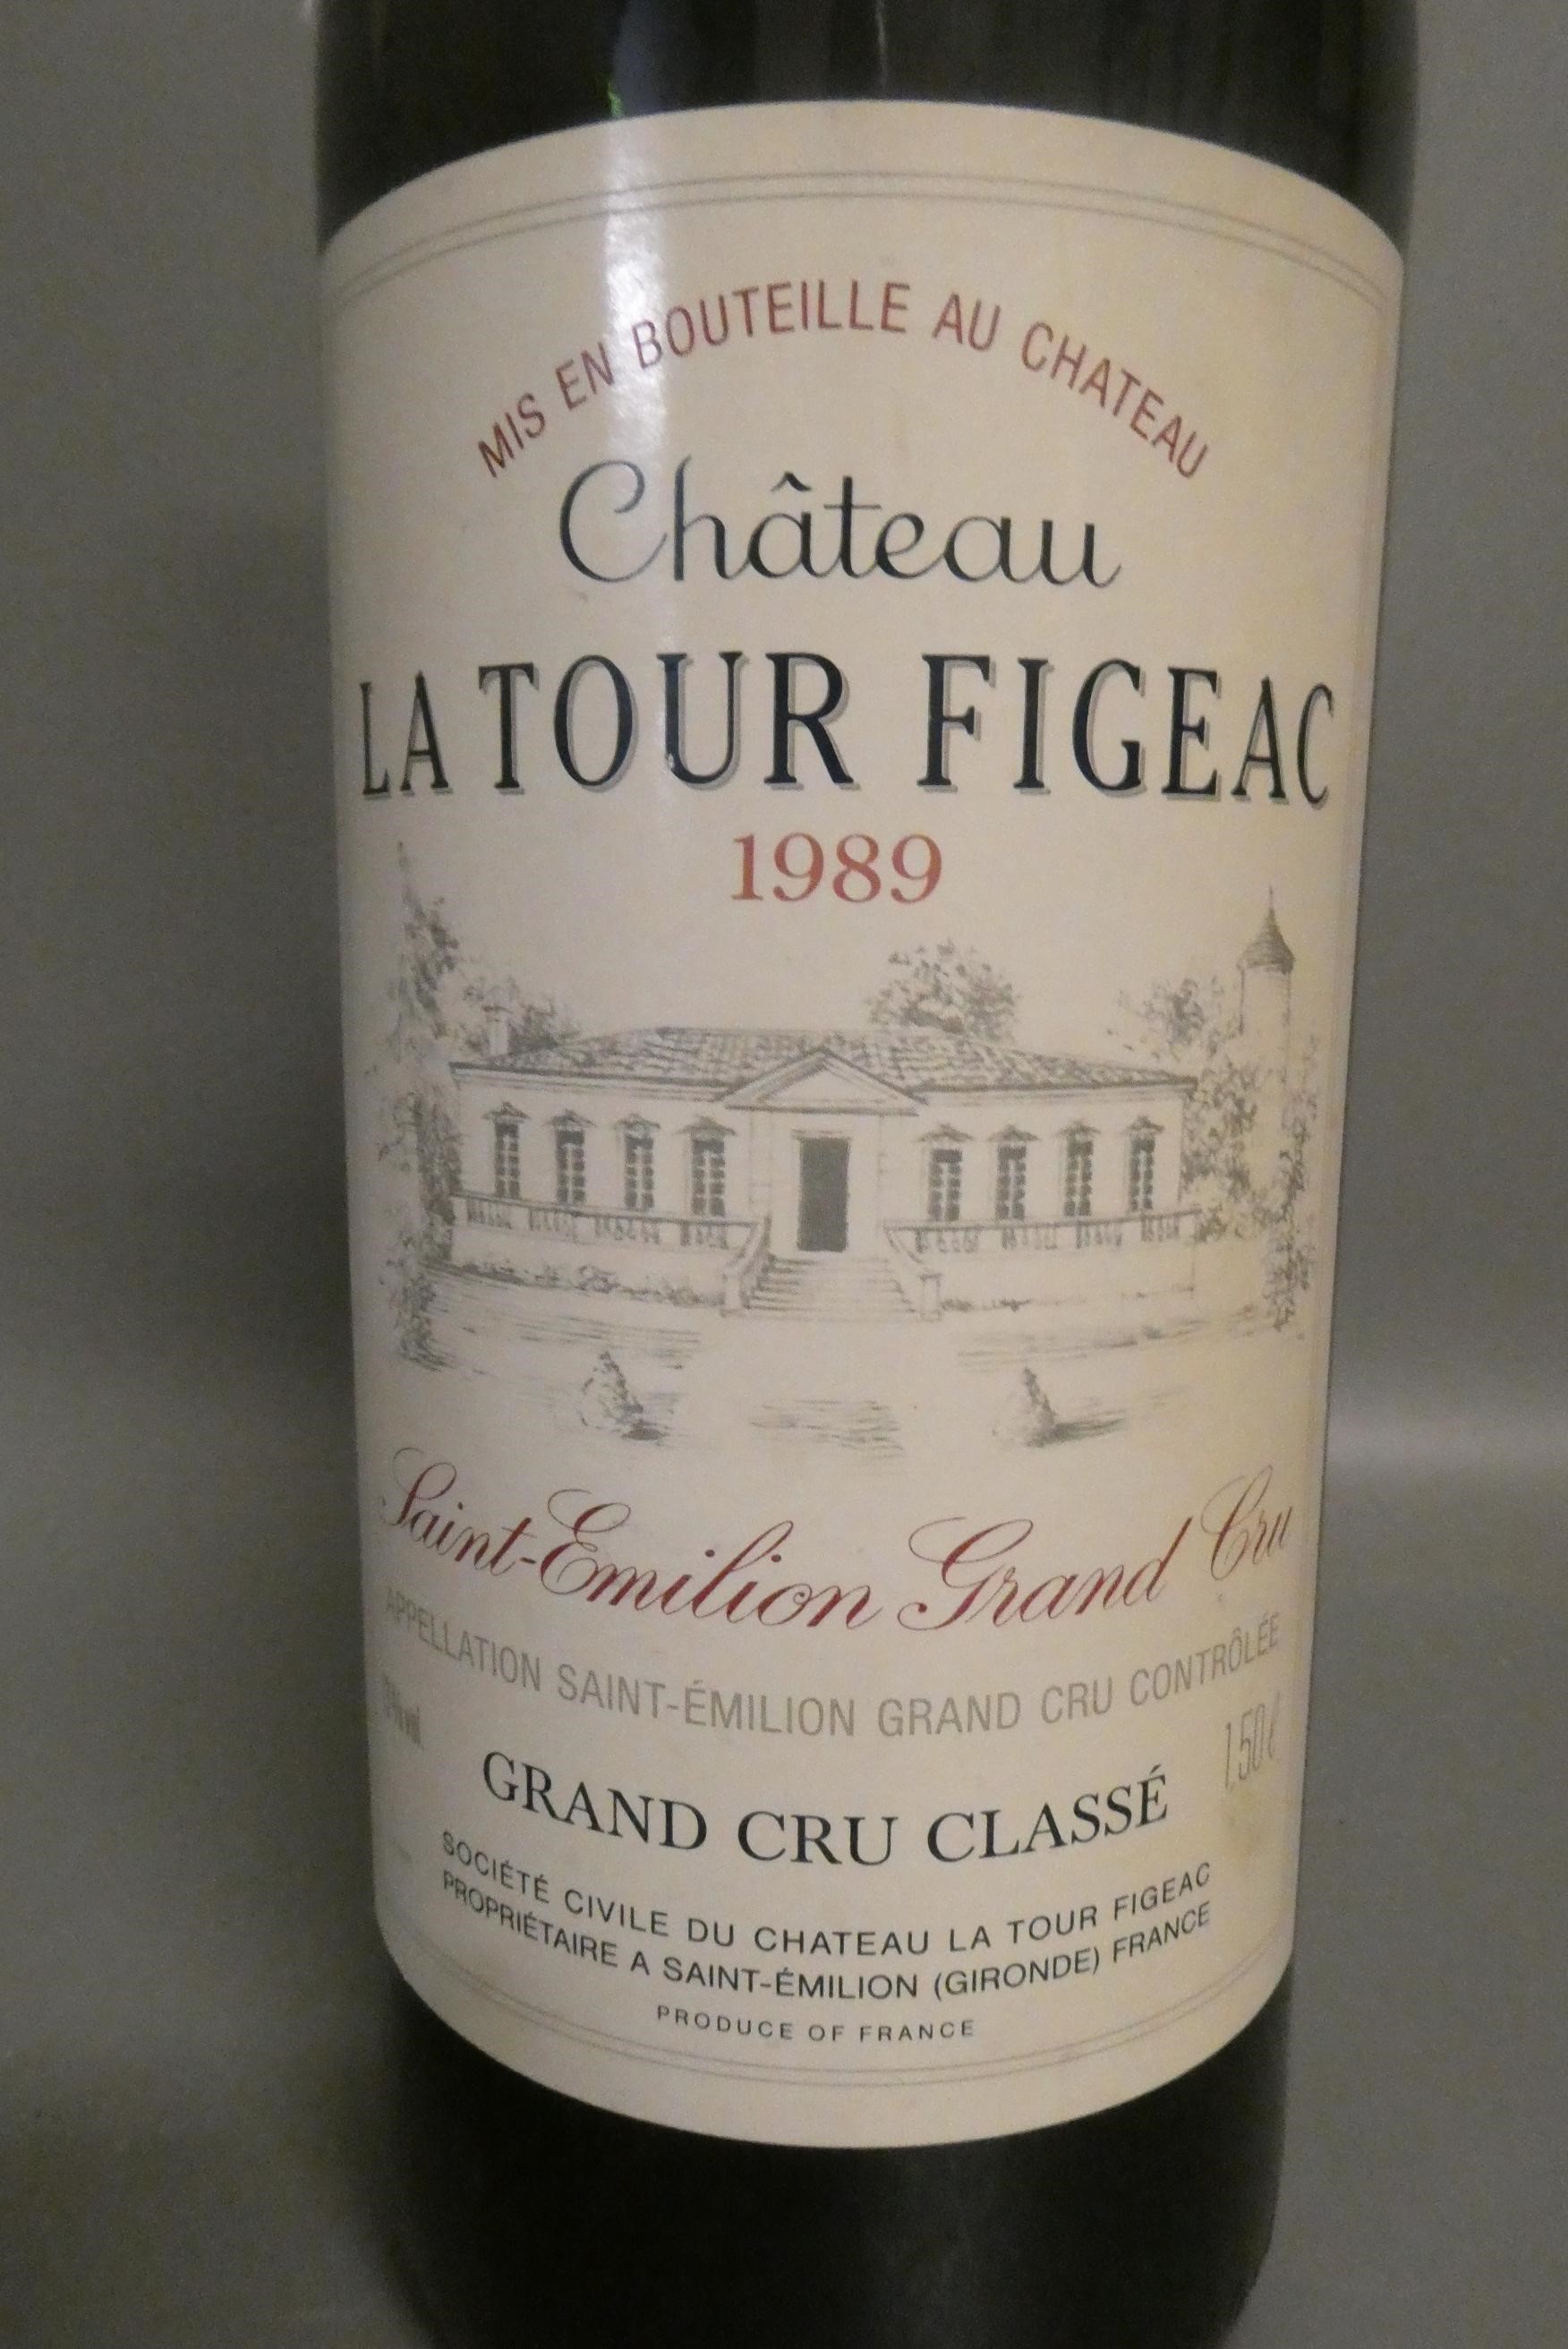 MIS EN BOUTEILLE AU CHATEAU
Château
LA TOUR FIGEAC
1989
Saint-Emilion Grand Cru
APPELLATION SAINT-ÉMILION GRAND CRU CONTRÔLÉE
1,50 ℓ
GRAND CRU CLASSÉ
SOCIÉTÉ CIVILE DU CHATEAU LA TOUR FIGEAC
PROPRIÉTAIRE A SAINT-ÉMILION (GIRONDE) FRANCE
PRODUCE OF FRANCE